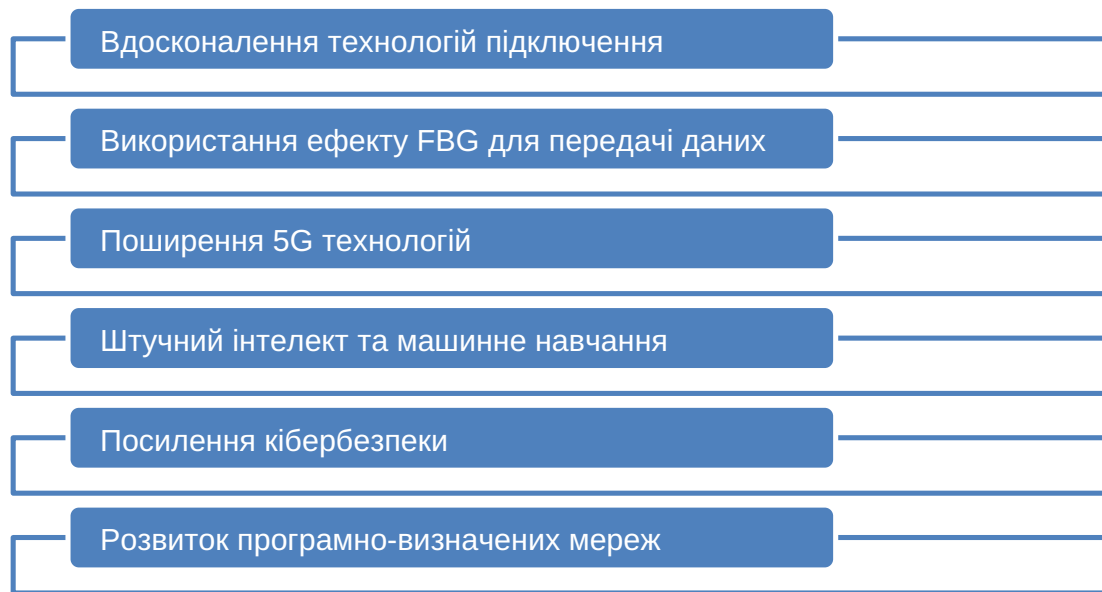 Вдосконалення технологій підключення
Використання ефекту FBG для передачі даних
Поширення 5G технологій
Штучний інтелект та машинне навчання
Посилення кібербезпеки
Розвиток програмно-визначених мереж